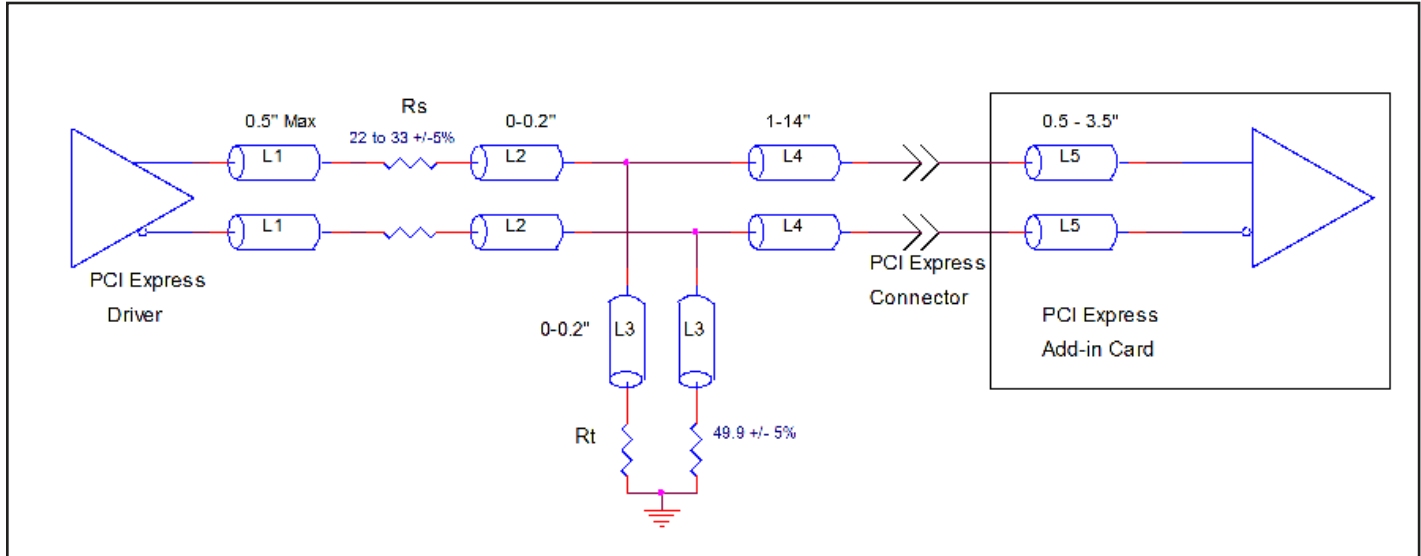 Rs
0.5" Max
22 to 33 +/-5%
0-0.2"
1-14"
0.5 - 3.5"
L1
L2
L4
L5
L1
L2
L4
L5
PCI Express
Driver
PCI Express
Connector
0-0.2"
L3
L3
PCI Express
Add-in Card
Rt
49.9 +/- 5%